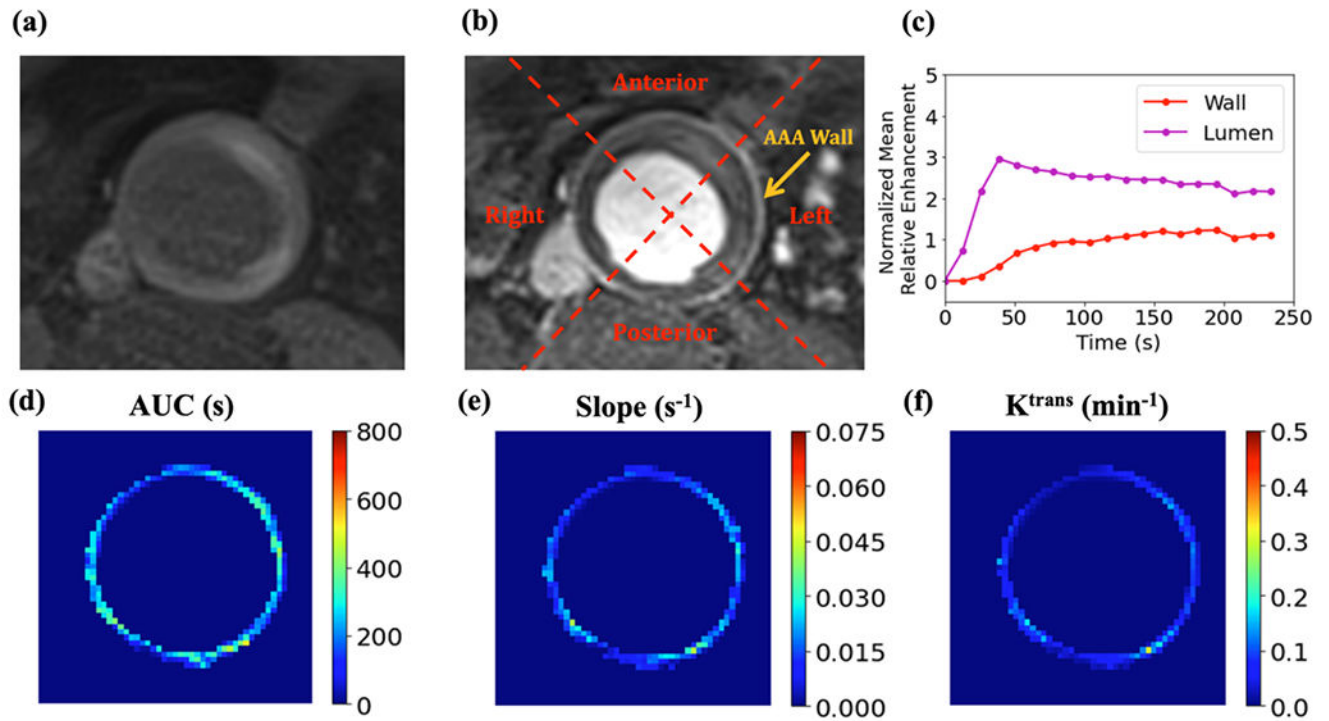 (a)
(b)
Anterior
AAA Wall
Right
Left
Posterior
(c)
Normalized Mean
Relative Enhancement
5
4
3
2
1
0
Wall
Lumen
0 50 100 150 200 250
Time (s)
(d)
AUC (s)
800
600
400
200
0
(e)
Slope (s⁻¹)
0.075
0.060
0.045
0.030
0.015
0.000
(f)
Kᵗʳᵃⁿˢ (min⁻¹)
0.5
0.4
0.3
0.2
0.1
0.0